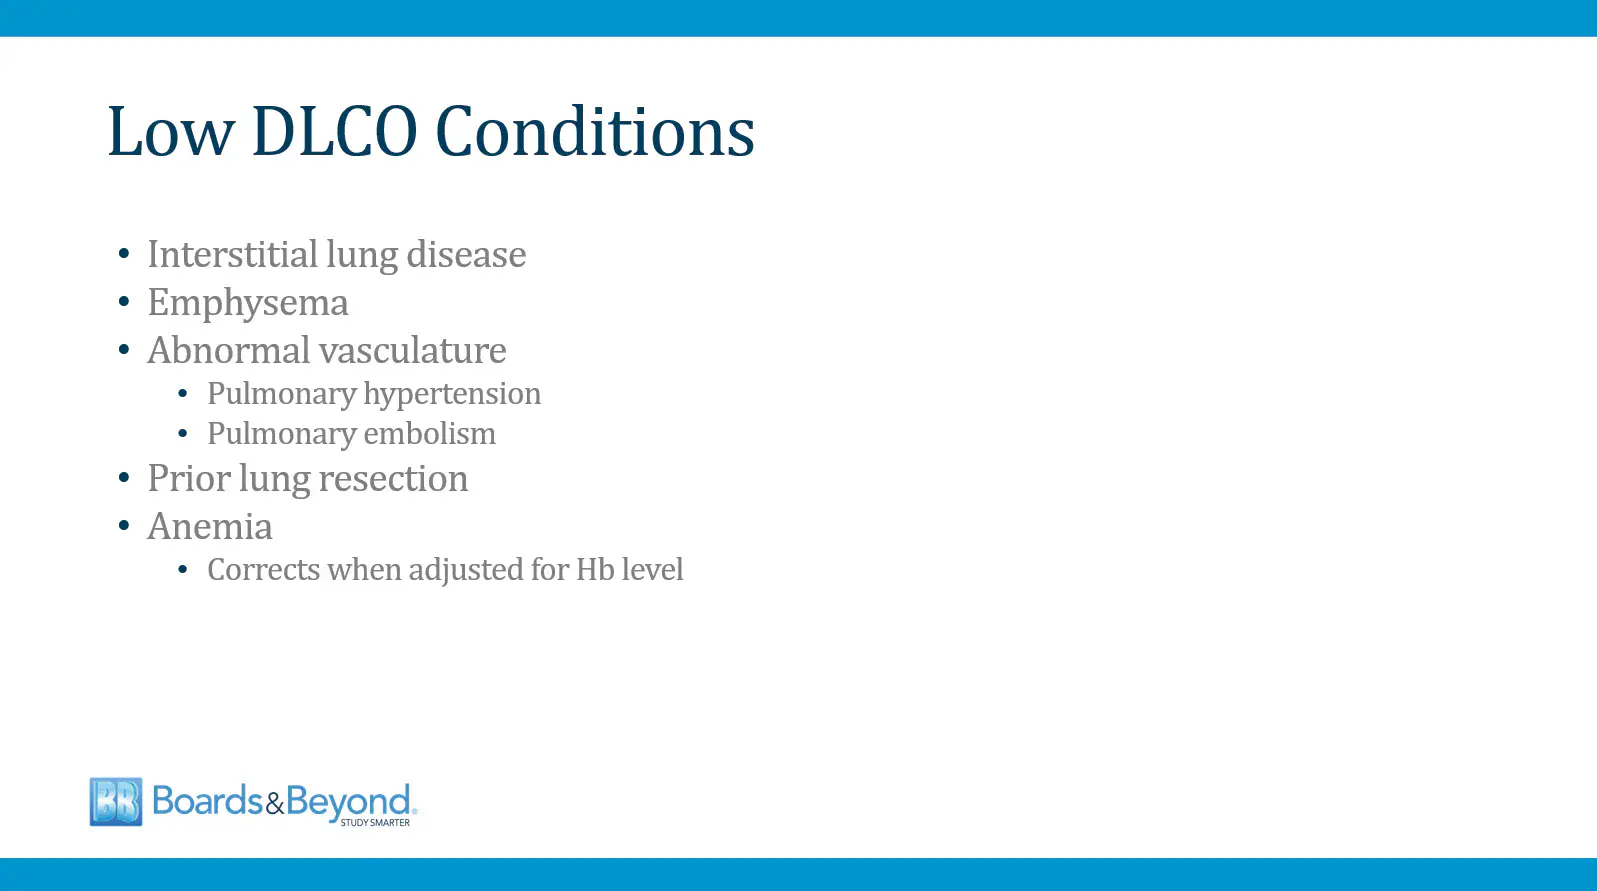 Low DLCO Conditions
• Interstitial lung disease
• Emphysema
• Abnormal vasculature
• Pulmonary hypertension
• Pulmonary embolism
• Prior lung resection
• Anemia
• Corrects when adjusted for Hb level
BB Boards&Beyond®
STUDY SMARTER